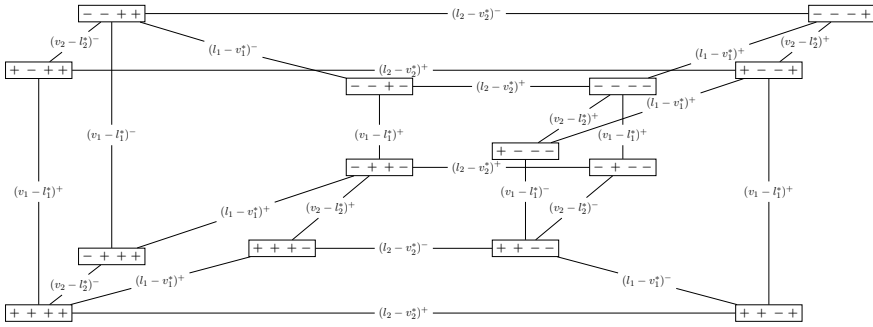 − − + + (l₂ − v₂*)⁻ − − − +
(v₂ − l₂*)⁻ (l₁ − v₁*)⁻ (l₁ − v₁*)⁺ (v₂ − l₂*)⁺
+ − + + (l₂ − v₂*)⁺ + − − +
− − + − (l₂ − v₂*)⁻ − − − −
(l₁ − v₁*)⁺
(v₂ − l₂*)⁺
(v₁ − l₁*)⁻ (v₁ − l₁*)⁺ (v₁ − l₁*)⁺
+ − − −
− + + − (l₂ − v₂*)⁺ − + − −
(v₁ − l₁*)⁺ (v₁ − l₁*)⁻ (v₁ − l₁*)⁺
(l₁ − v₁*)⁺ (v₂ − l₂*)⁺ (v₂ − l₂*)⁻
− + + + + + + − (l₂ − v₂*)⁻ + + − −
(v₂ − l₂*)⁻ (l₁ − v₁*)⁺ (l₁ − v₁*)⁻
+ + + + (l₂ − v₂*)⁺ + + − +